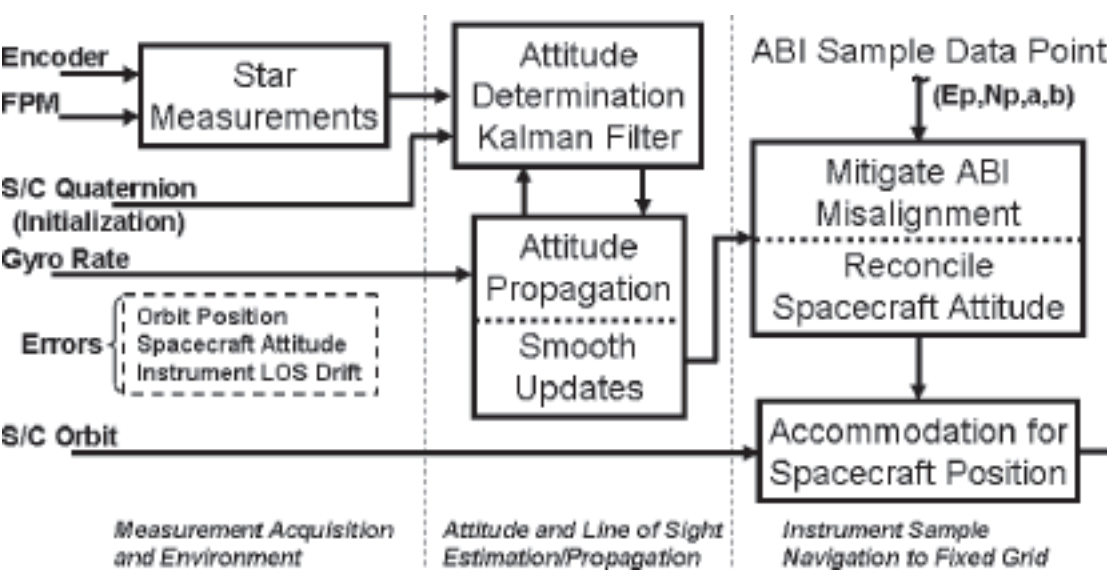 Encoder
FPM
Star
Measurements
S/C Quaternion
(Initialization)
Gyro Rate
Errors
Orbit Position
Spacecraft Attitude
Instrument LOS Drift
S/C Orbit
Measurement Acquisition
and Environment
Attitude
Determination
Kalman Filter
Attitude
Propagation
Smooth
Updates
Attitude and Line of Sight
Estimation/Propagation
ABI Sample Data Point
(Ep,Np,a,b)
Mitigate ABI
Misalignment
Reconcile
Spacecraft Attitude
Accommodation for
Spacecraft Position
Instrument Sample
Navigation to Fixed Grid